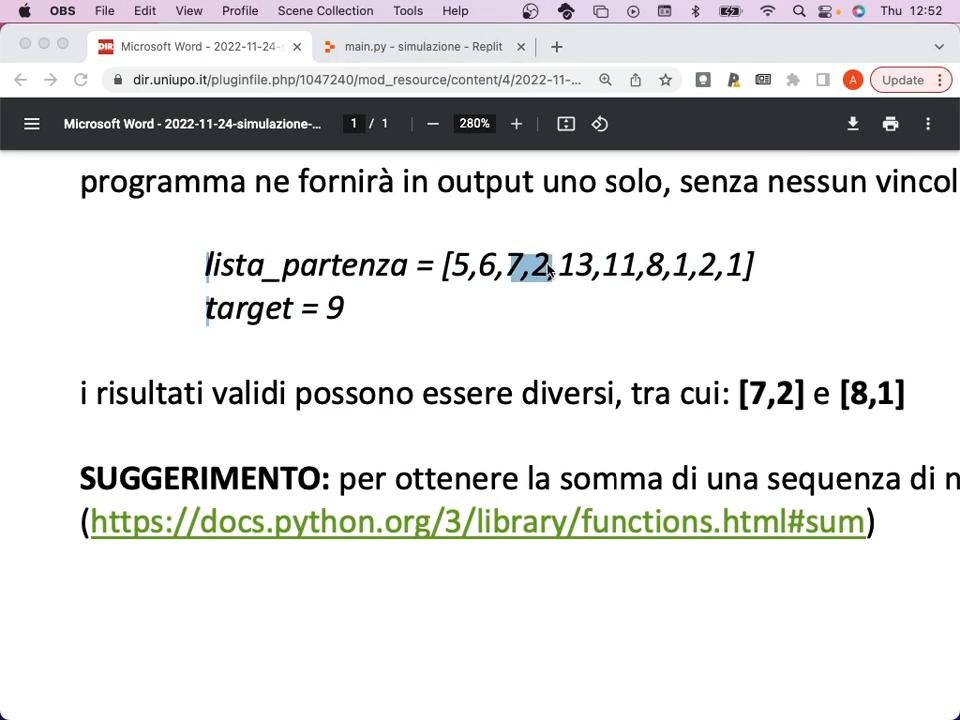 OBS File Edit View Profile Scene Collection Tools Help Thu 12:52
DIR Microsoft Word - 2022-11-24- main.py - simulazione - Replit
dir.uniupo.it/pluginfile.php/1047240/mod_resource/content/4/2022-11-... A Update
Microsoft Word - 2022-11-24-simulazione-... 1 / 1 280%
programma ne fornirà in output uno solo, senza nessun vincol
lista_partenza = [5,6,7,2,13,11,8,1,2,1]
target = 9
i risultati validi possono essere diversi, tra cui: [7,2] e [8,1]
SUGGERIMENTO: per ottenere la somma di una sequenza di n
(https://docs.python.org/3/library/functions.html#sum)